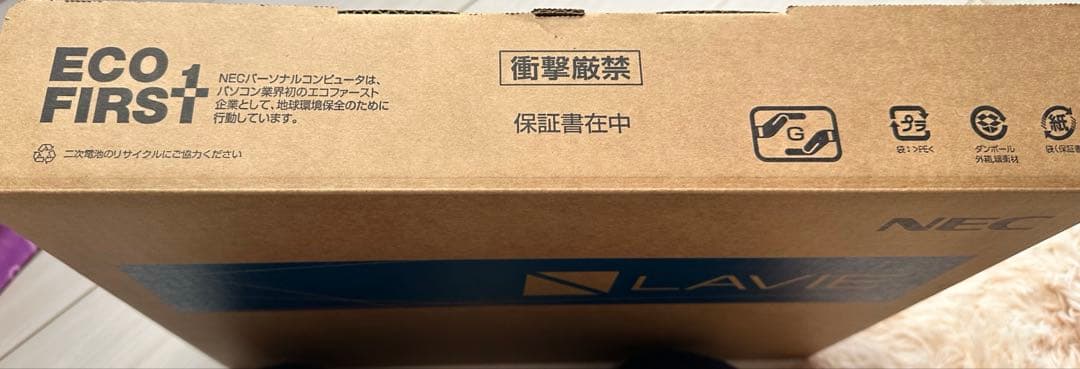 ECO
FIRST
NECパーソナルコンピュータは、
パソコン業界初のエコファースト
企業として、地球環境保全のために
行動しています。
二次電池のリサイクルにご協力ください
衝撃厳禁
保証書在中
G
プラ
袋:>PE<
ダンボール
外箱,緩衝材
紙
袋(保証書
NEC
LAVIE